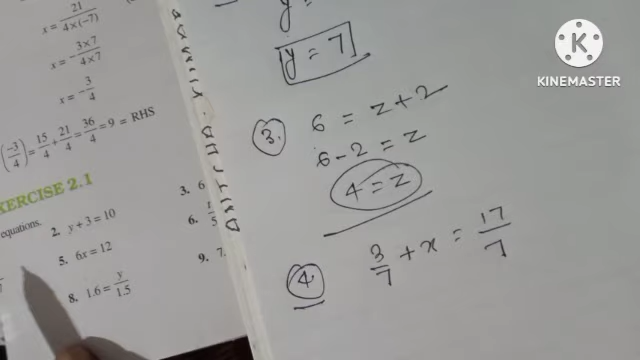 x = 21/4×(-7)
x = - 3×7/4×7
x = - 3/4
(-3/4) = 15/4 + 21/4 = 36/4 = 9 = RHS
EXERCISE 2.1
equations.
2. y + 3 = 10
3. 6
5. 6x = 12
6.
8. 1.6 = y/1.5
9. 7
y =
y = 7
3. 6 = z + 2
6 - 2 = z
4 = z
4. 3/7 + x = 17/7
KINEMASTER